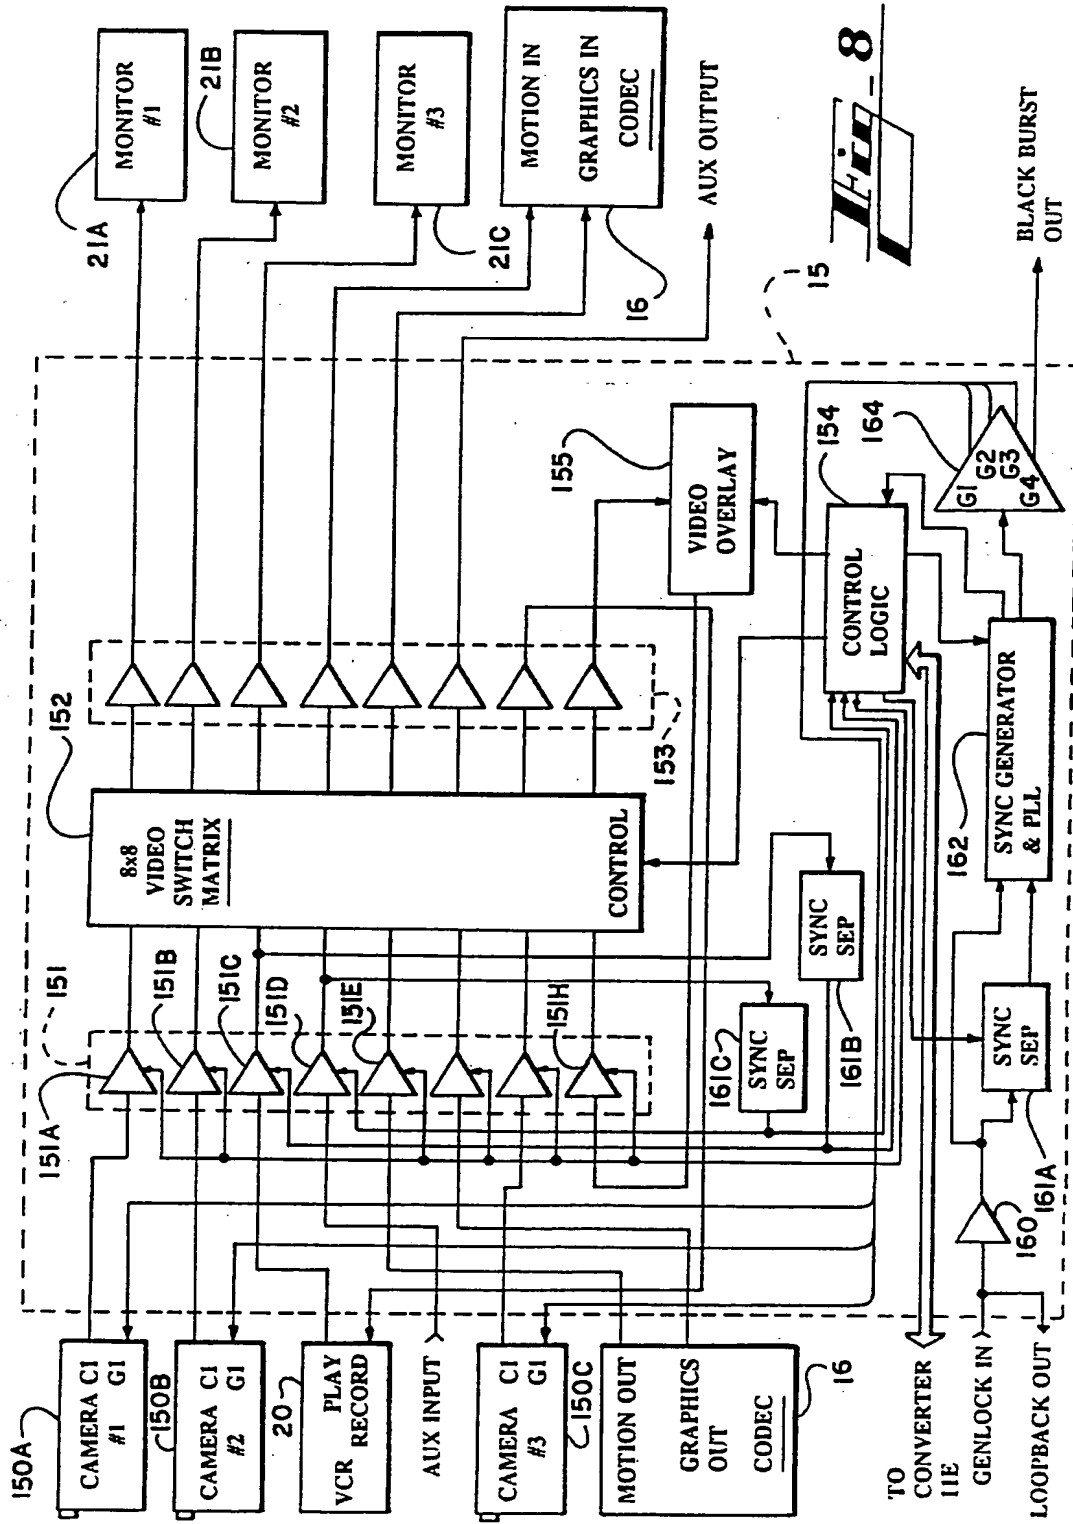 150A
CAMERA C1
#1 G1
150B
CAMERA C1
#2 G1
20
PLAY
VCR RECORD
AUX INPUT
CAMERA C1
#3 G1
150C
MOTION OUT
GRAPHICS
OUT
CODEC
16
TO
CONVERTER
11E
GENLOCK IN
LOOPBACK OUT
151
151A
151B
151C
151D
151E
151H
152
8x8
VIDEO
SWITCH
MATRIX
CONTROL
153
161C
SYNC
SEP
SYNC
SEP
161B
160
SYNC
SEP
161A
155
VIDEO
OVERLAY
154
CONTROL
LOGIC
162
SYNC GENERATOR
& PLL
164
G1
G2
G3
G4
15
21A
MONITOR
#1
21B
MONITOR
#2
MONITOR
#3
21C
MOTION IN
GRAPHICS IN
CODEC
16
AUX OUTPUT
BLACK BURST
OUT
Fig_8